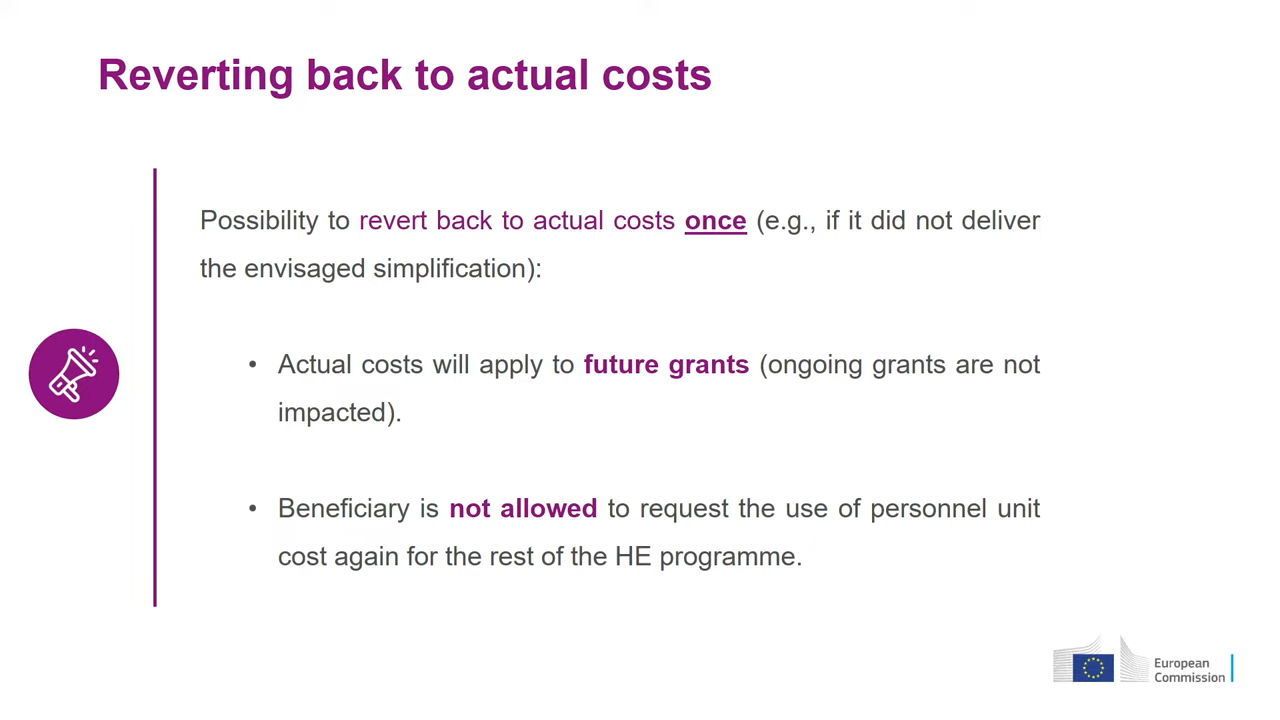 Reverting back to actual costs
Possibility to revert back to actual costs once (e.g., if it did not deliver
the envisaged simplification):
• Actual costs will apply to future grants (ongoing grants are not
impacted).
• Beneficiary is not allowed to request the use of personnel unit
cost again for the rest of the HE programme.
European
Commission